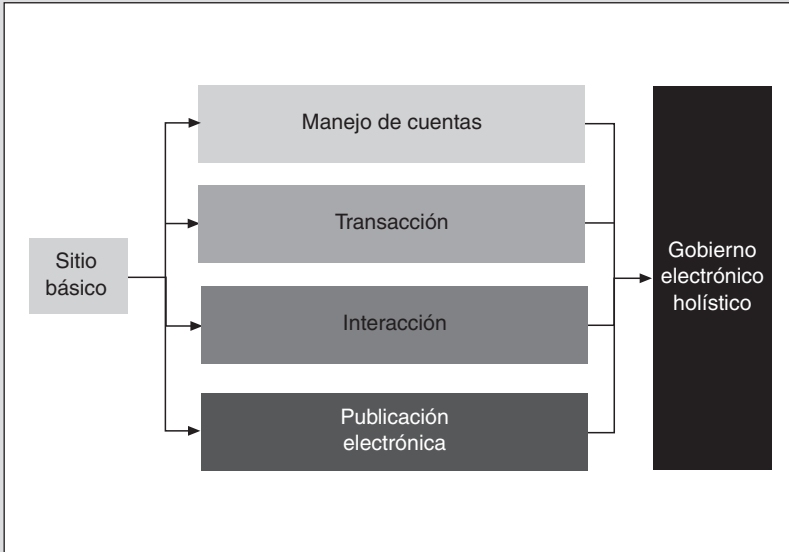 Sitio
básico
Manejo de cuentas
Transacción
Interacción
Publicación
electrónica
Gobierno
electrónico
holístico